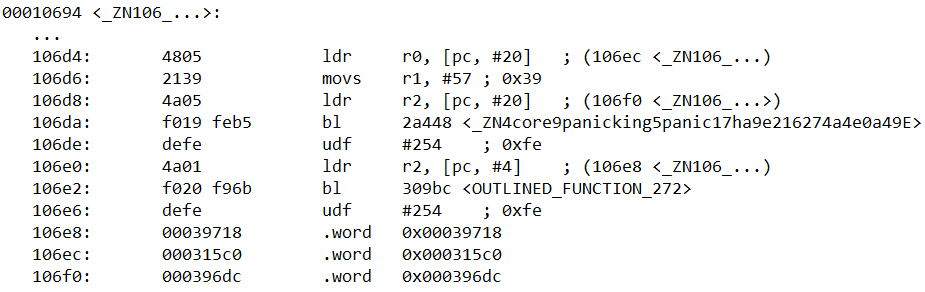 00010694 <_ZN106_...>:
...
106d4: 4805 ldr r0, [pc, #20] ; (106ec <_ZN106_...)
106d6: 2139 movs r1, #57 ; 0x39
106d8: 4a05 ldr r2, [pc, #20] ; (106f0 <_ZN106_...>)
106da: f019 feb5 bl 2a448 <_ZN4core9panicking5panic17ha9e216274a4e0a49E>
106de: defe udf #254 ; 0xfe
106e0: 4a01 ldr r2, [pc, #4] ; (106e8 <_ZN106_...)
106e2: f020 f96b bl 309bc <OUTLINED_FUNCTION_272>
106e6: defe udf #254 ; 0xfe
106e8: 00039718 .word 0x00039718
106ec: 000315c0 .word 0x000315c0
106f0: 000396dc .word 0x000396dc